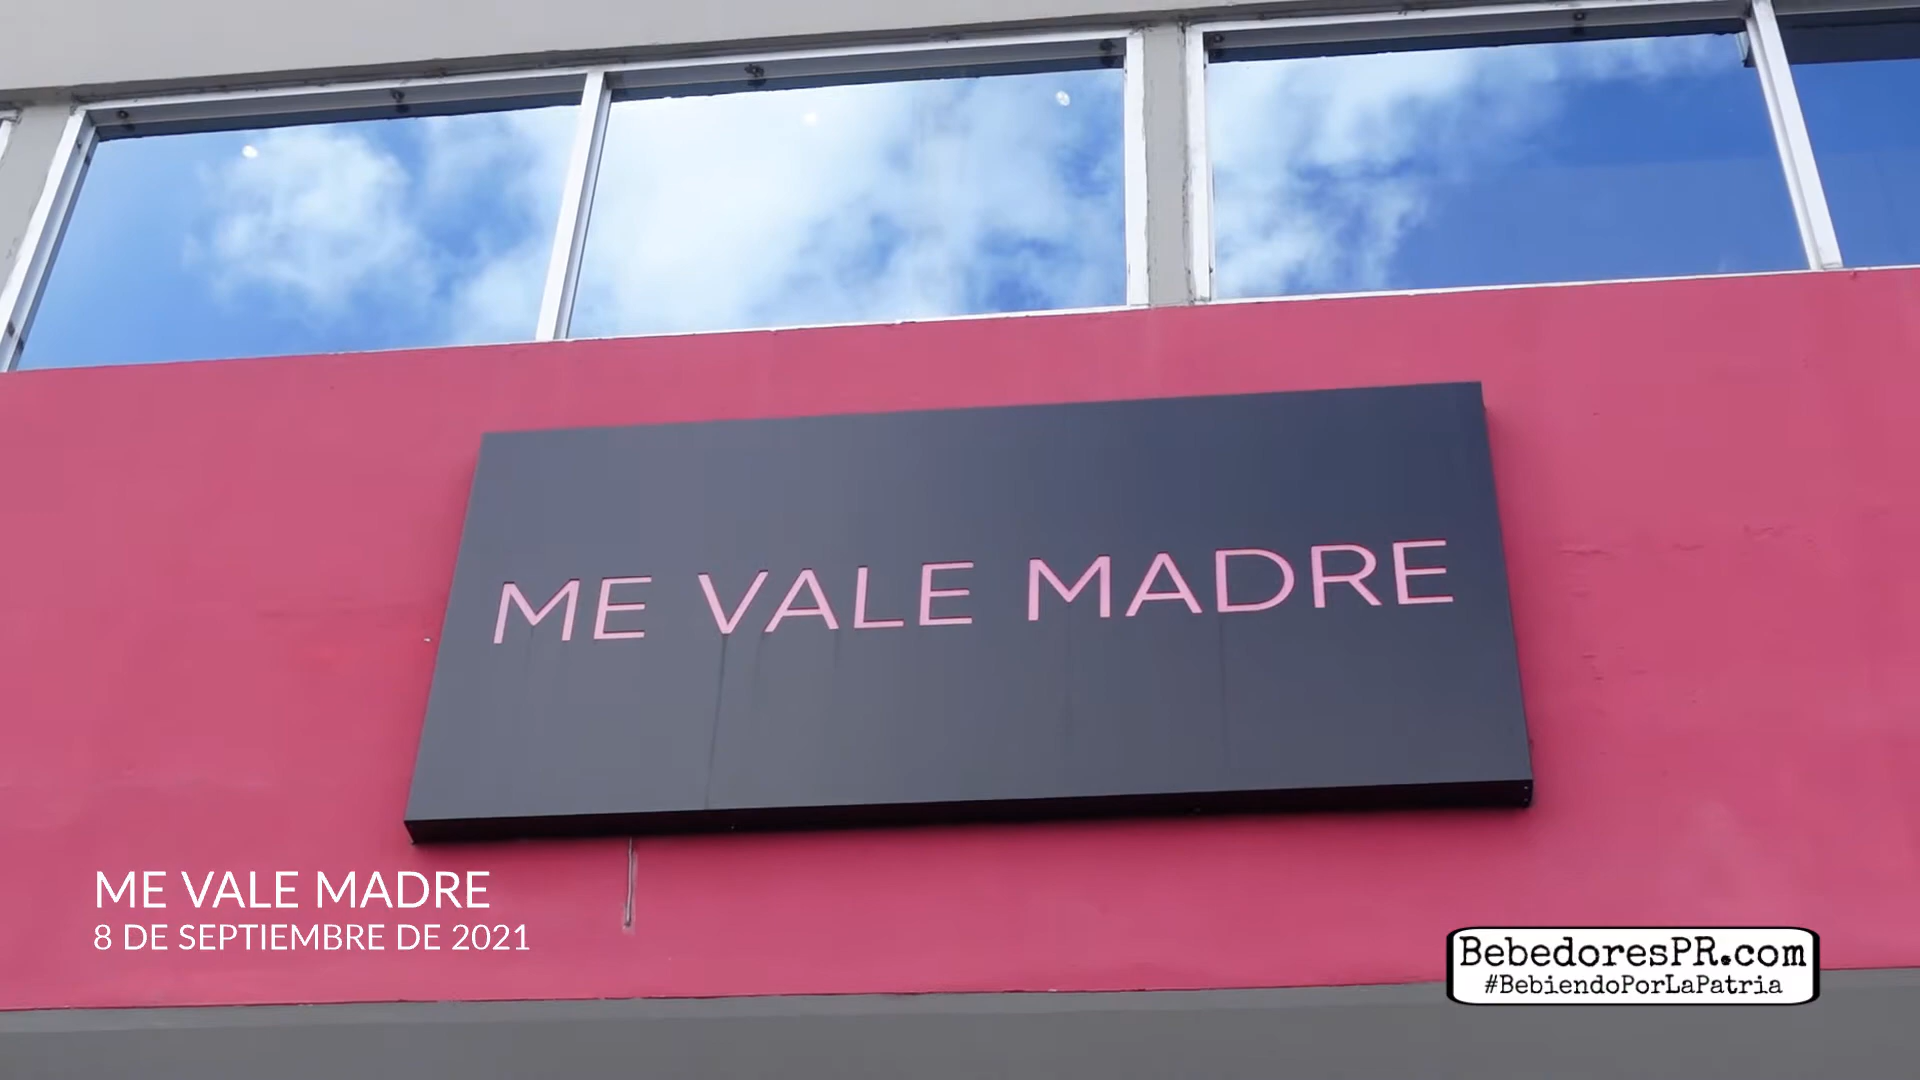 ME VALE MADRE
ME VALE MADRE
8 DE SEPTIEMBRE DE 2021
BebedoresPR.com
#BebiendoPorLaPatria